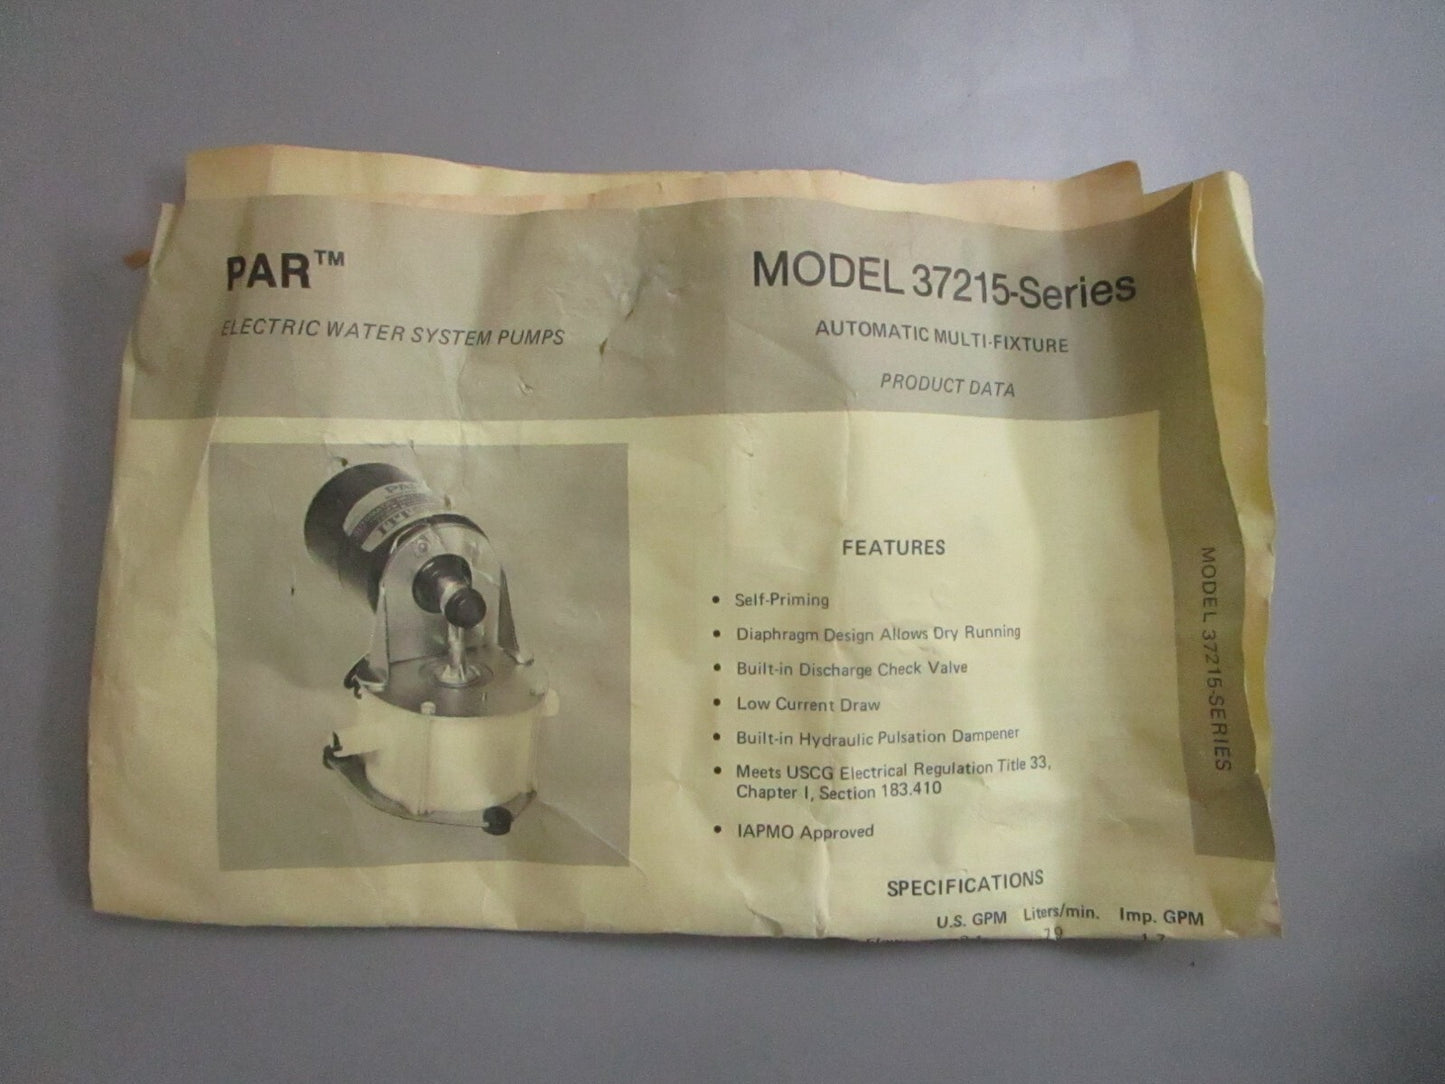 PAR™
ELECTRIC WATER SYSTEM PUMPS
MODEL 37215-Series
AUTOMATIC MULTI-FIXTURE
PRODUCT DATA
PAR
ITT
FEATURES
• Self-Priming
• Diaphragm Design Allows Dry Running
• Built-in Discharge Check Valve
• Low Current Draw
• Built-in Hydraulic Pulsation Dampener
• Meets USCG Electrical Regulation Title 33,
Chapter I, Section 183.410
• IAPMO Approved
SPECIFICATIONS
U.S. GPM Liters/min. Imp. GPM
MODEL 37215-SERIES